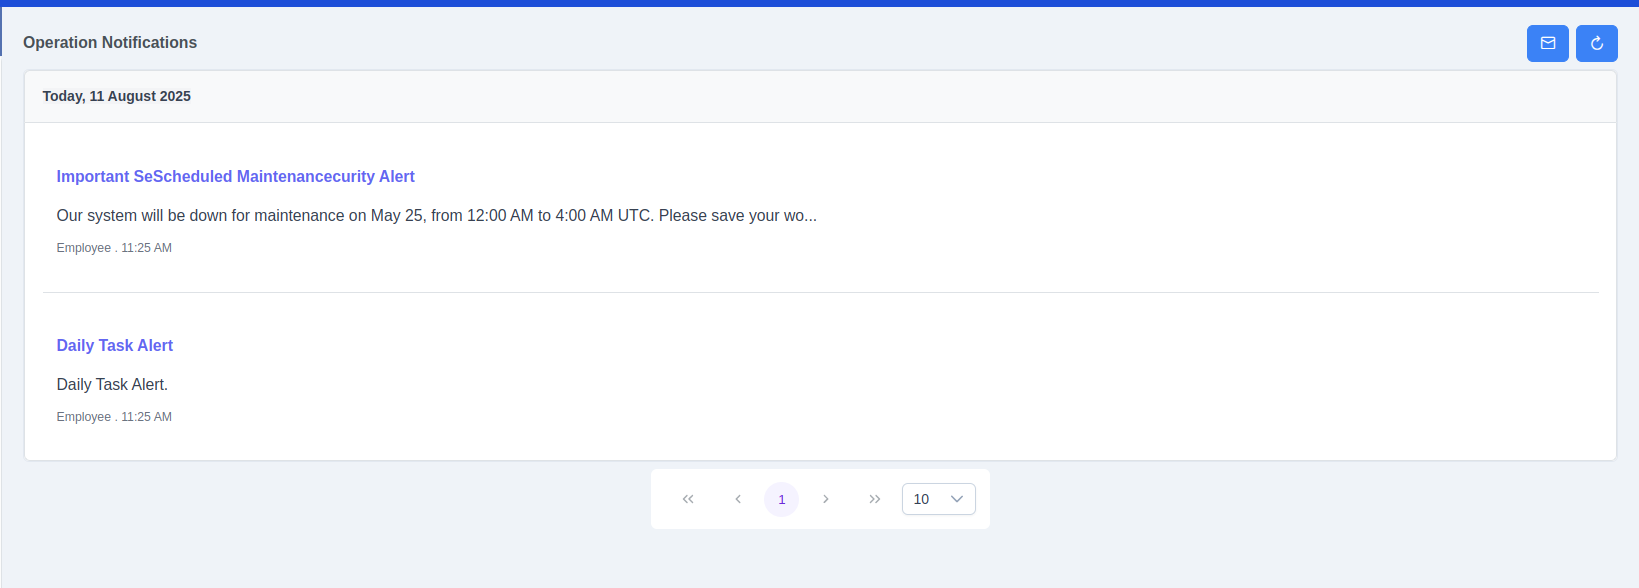 Operation Notifications
Today, 11 August 2025
Important SeScheduled Maintenancecurity Alert
Our system will be down for maintenance on May 25, from 12:00 AM to 4:00 AM UTC. Please save your wo...
Employee . 11:25 AM
Daily Task Alert
Daily Task Alert.
Employee . 11:25 AM
1 10